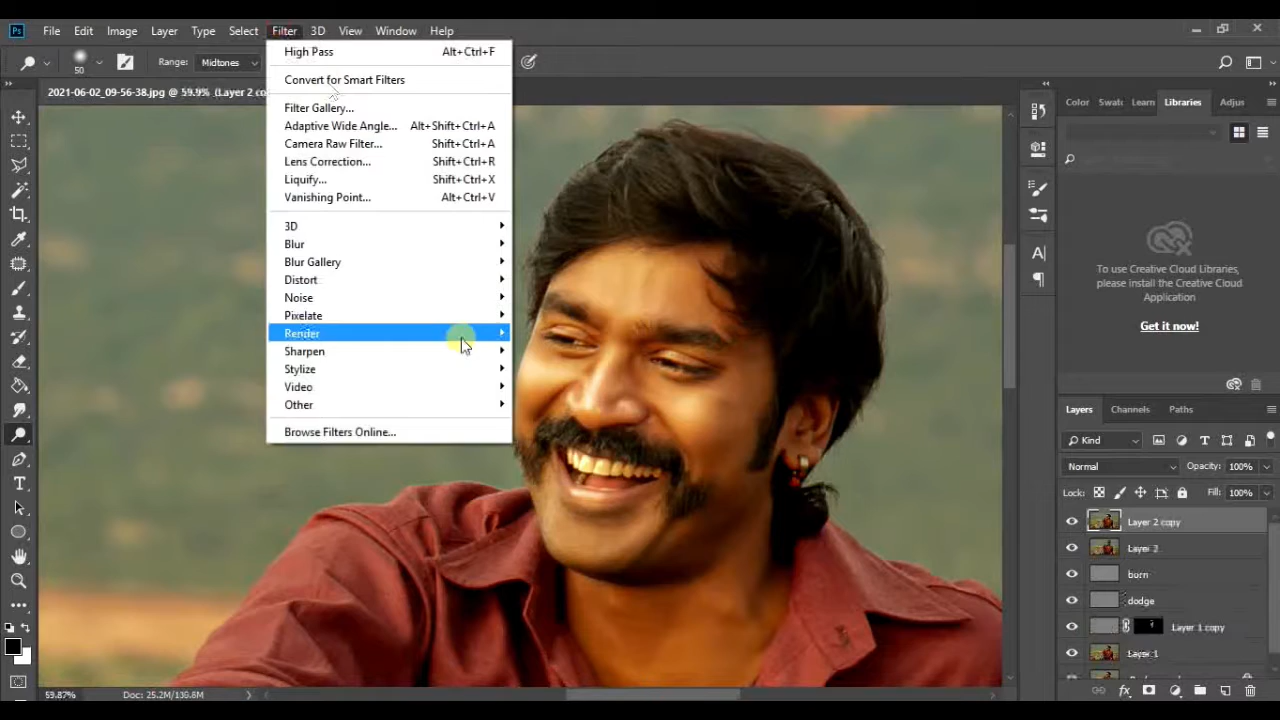 Ps File Edit Image Layer Type Select Filter 3D View Window Help
50 Range: Midtones
2021-06-02_09-56-38.jpg @ 59.9% (Layer 2 co
High Pass Alt+Ctrl+F
Convert for Smart Filters
Filter Gallery...
Adaptive Wide Angle... Alt+Shift+Ctrl+A
Camera Raw Filter... Shift+Ctrl+A
Lens Correction... Shift+Ctrl+R
Liquify... Shift+Ctrl+X
Vanishing Point... Alt+Ctrl+V
3D
Blur
Blur Gallery
Distort
Noise
Pixelate
Render
Sharpen
Stylize
Video
Other
Browse Filters Online...
Color Swatc Learn Libraries Adjus
To use Creative Cloud Libraries,
please install the Creative Cloud
Application
Get it now!
Layers Channels Paths
Kind
Normal Opacity: 100%
Lock: Fill: 100%
Layer 2 copy
Layer 2
born
dodge
Layer 1 copy
Layer 1
59.87% Doc: 25.2M/